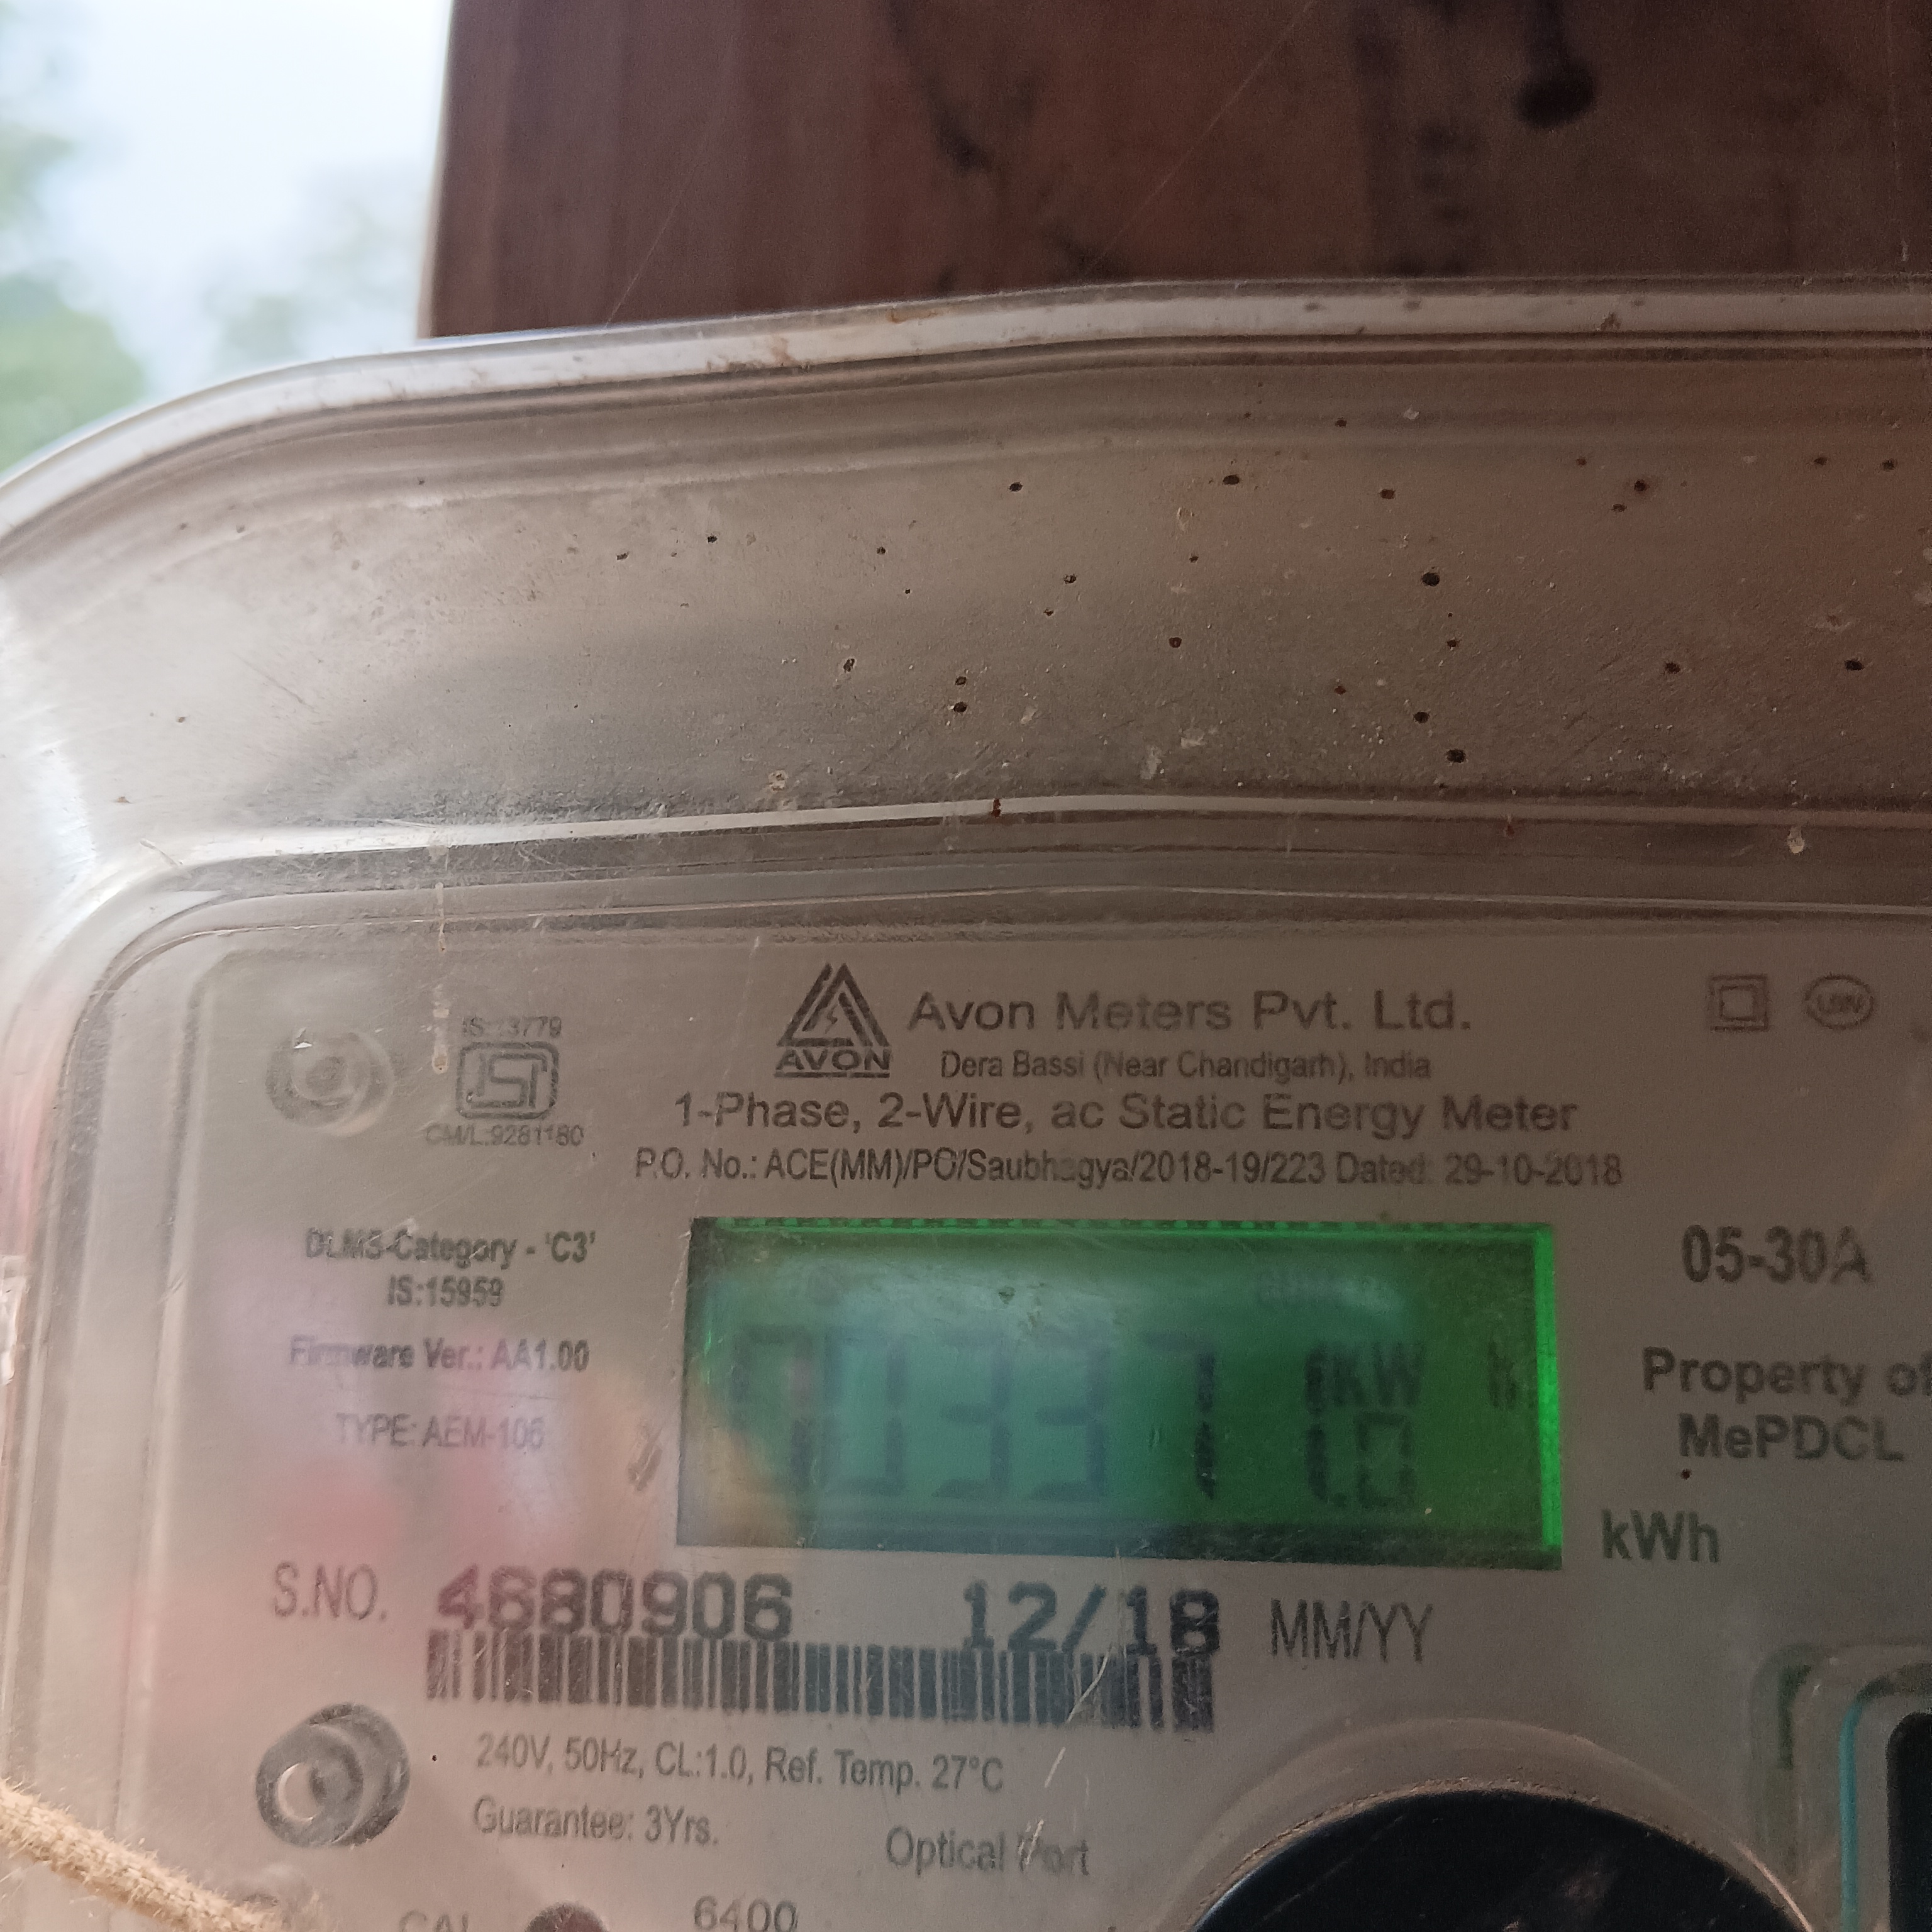 Avon Meters Pvt. Ltd.
AVON
Dera Bassi (Near Chandigarh), India
1-Phase, 2-Wire, ac Static Energy Meter
P.O. No.: ACE(MM)/PO/Saubhagya/2018-19/223 Dated: 29-10-2018
IS:13779
ISI
CM/L:9281180
DLMS-Category - 'C3'
IS:15959
Firmware Ver.: AA1.00
TYPE: AEM-106
05-30A
Property of
MePDCL
KW h
kWh
S.NO. 4680906 12/18 MM/YY
240V, 50Hz, CL:1.0, Ref. Temp. 27°C
Guarantee: 3Yrs.
Optical Port
CAL
6400